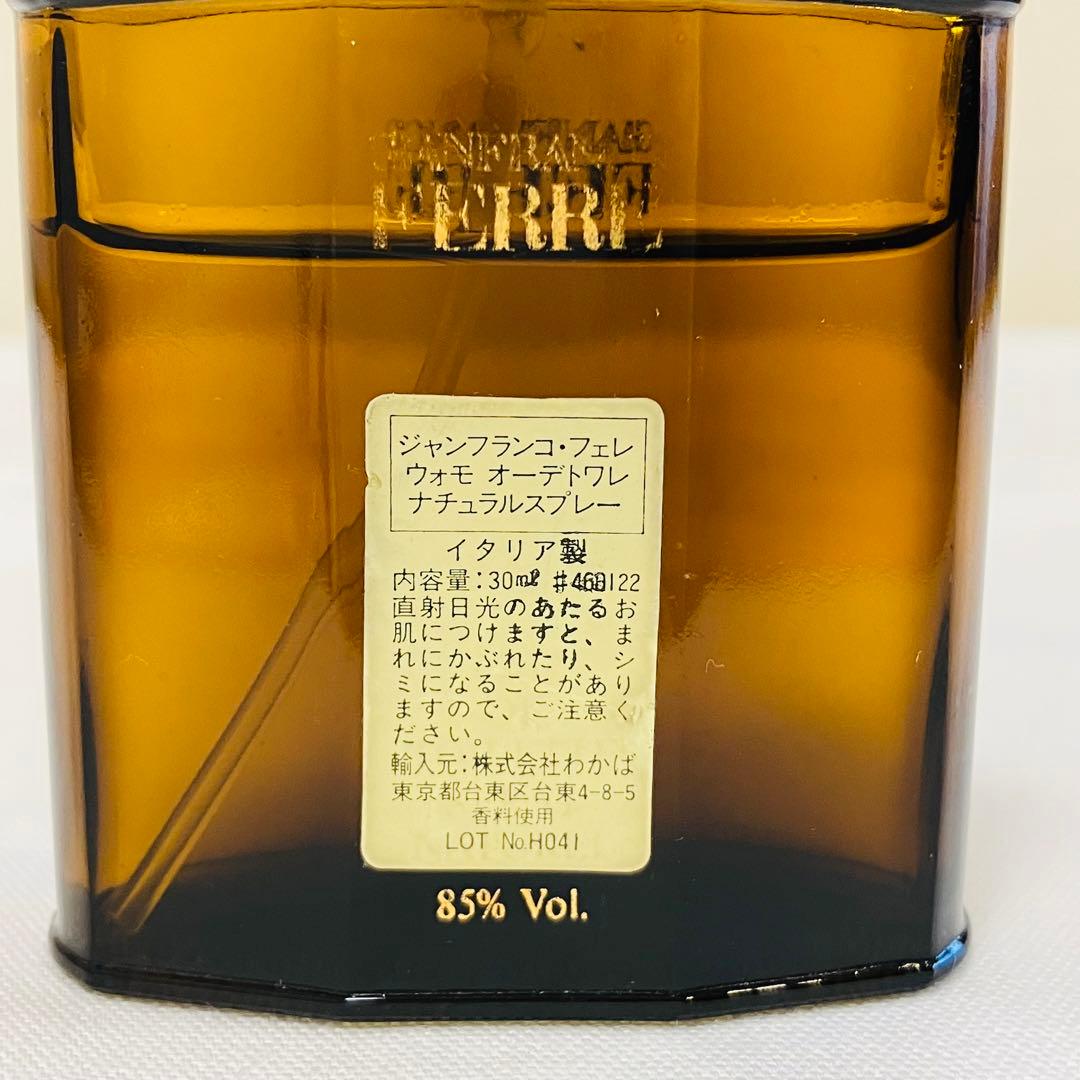 GIANFRANCO
FERRE
ジャンフランコ・フェレ
ウォモ オーデトワレ
ナチュラルスプレー
イタリア製
内容量:30ml
直射日光のあたるお
肌につけますと、ま
れにかぶれたり、シ
ミになることがあり
ますので、ご注意く
ださい。
輸入元:株式会社わかば
東京都台東区台東4-8-5
香料使用
LOT No.H041
85% Vol.